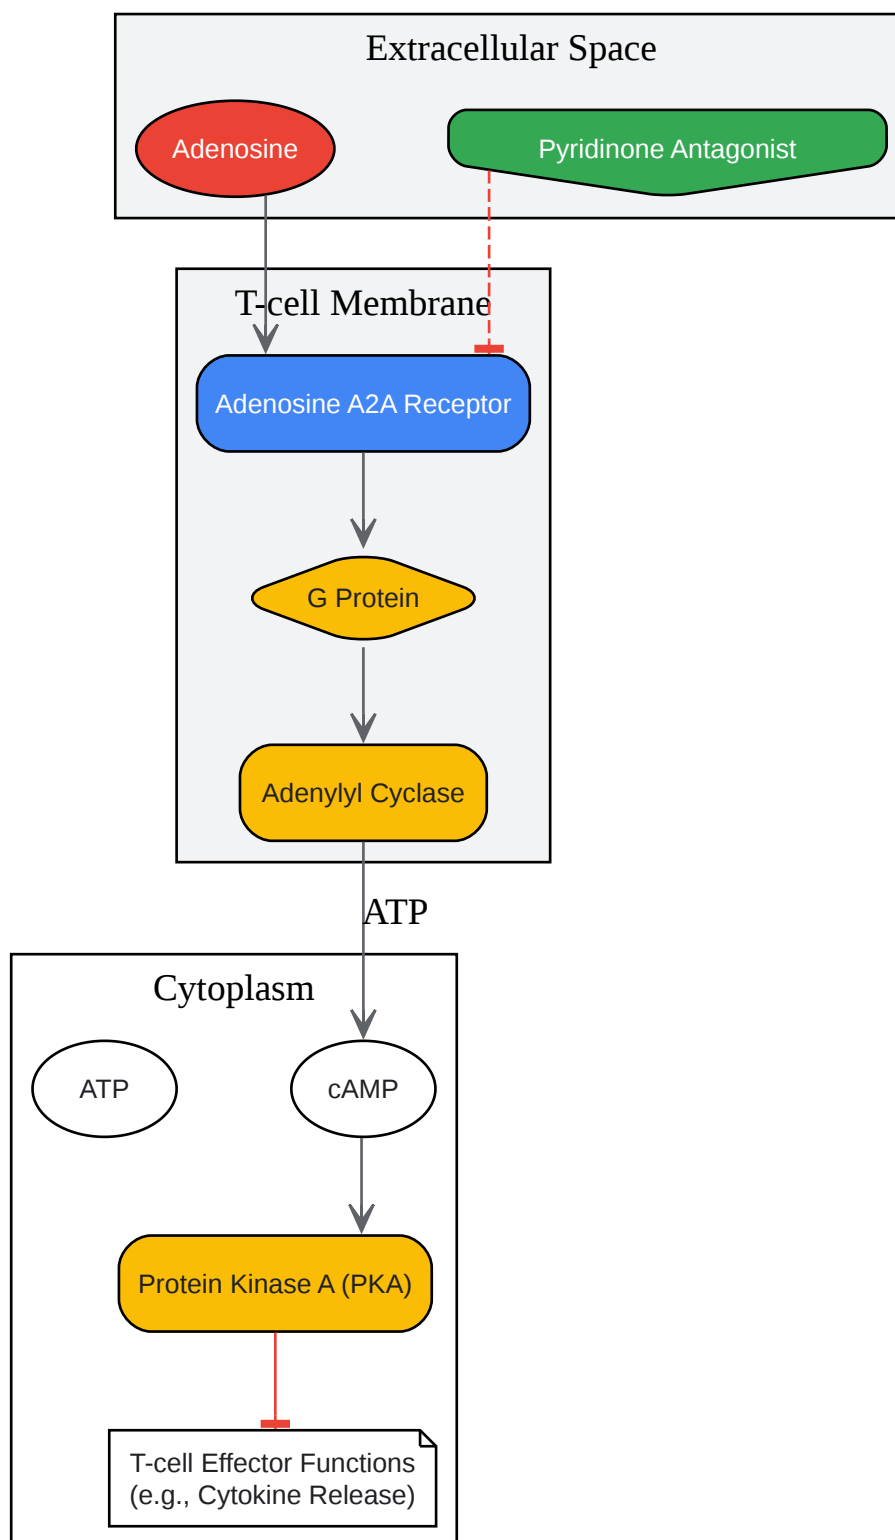 Extracellular Space
Adenosine
Pyridinone Antagonist
T-cell Membrane
Adenosine A2A Receptor
G Protein
Adenylyl Cyclase
ATP
Cytoplasm
ATP
cAMP
Protein Kinase A (PKA)
T-cell Effector Functions
(e.g., Cytokine Release)